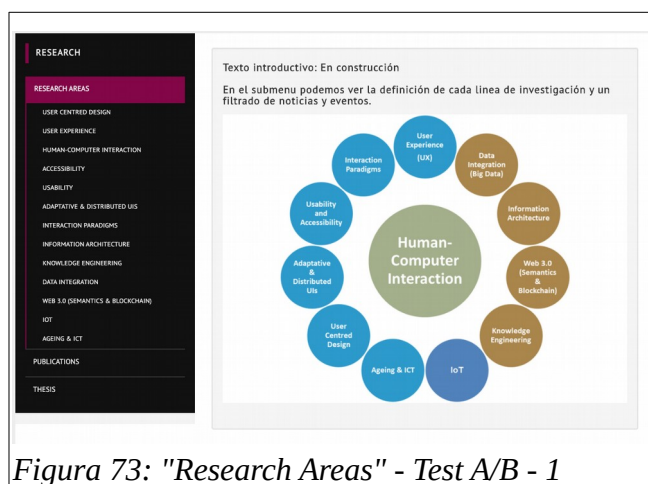 RESEARCH
RESEARCH AREAS
USER CENTRED DESIGN
USER EXPERIENCE
HUMAN-COMPUTER INTERACTION
ACCESSIBILITY
USABILITY
ADAPTATIVE & DISTRIBUTED UIS
INTERACTION PARADIGMS
INFORMATION ARCHITECTURE
KNOWLEDGE ENGINEERING
DATA INTEGRATION
WEB 3.0 (SEMANTICS & BLOCKCHAIN)
IOT
AGEING & ICT
PUBLICATIONS
THESIS
Texto introductivo: En construcción
En el submenu podemos ver la definición de cada linea de investigación y un
filtrado de noticias y eventos.
User
Experience
(UX)
Data
Integration
(Big Data)
Information
Architecture
Web 3.0
(Semantics
&
Blockchain)
Knowledge
Engineering
IoT
Ageing & ICT
User
Centred
Design
Adaptative
&
Distributed
UIs
Usability
and
Accessibility
Interaction
Paradigms
Human-
Computer
Interaction
Figura 73: "Research Areas" - Test A/B - 1